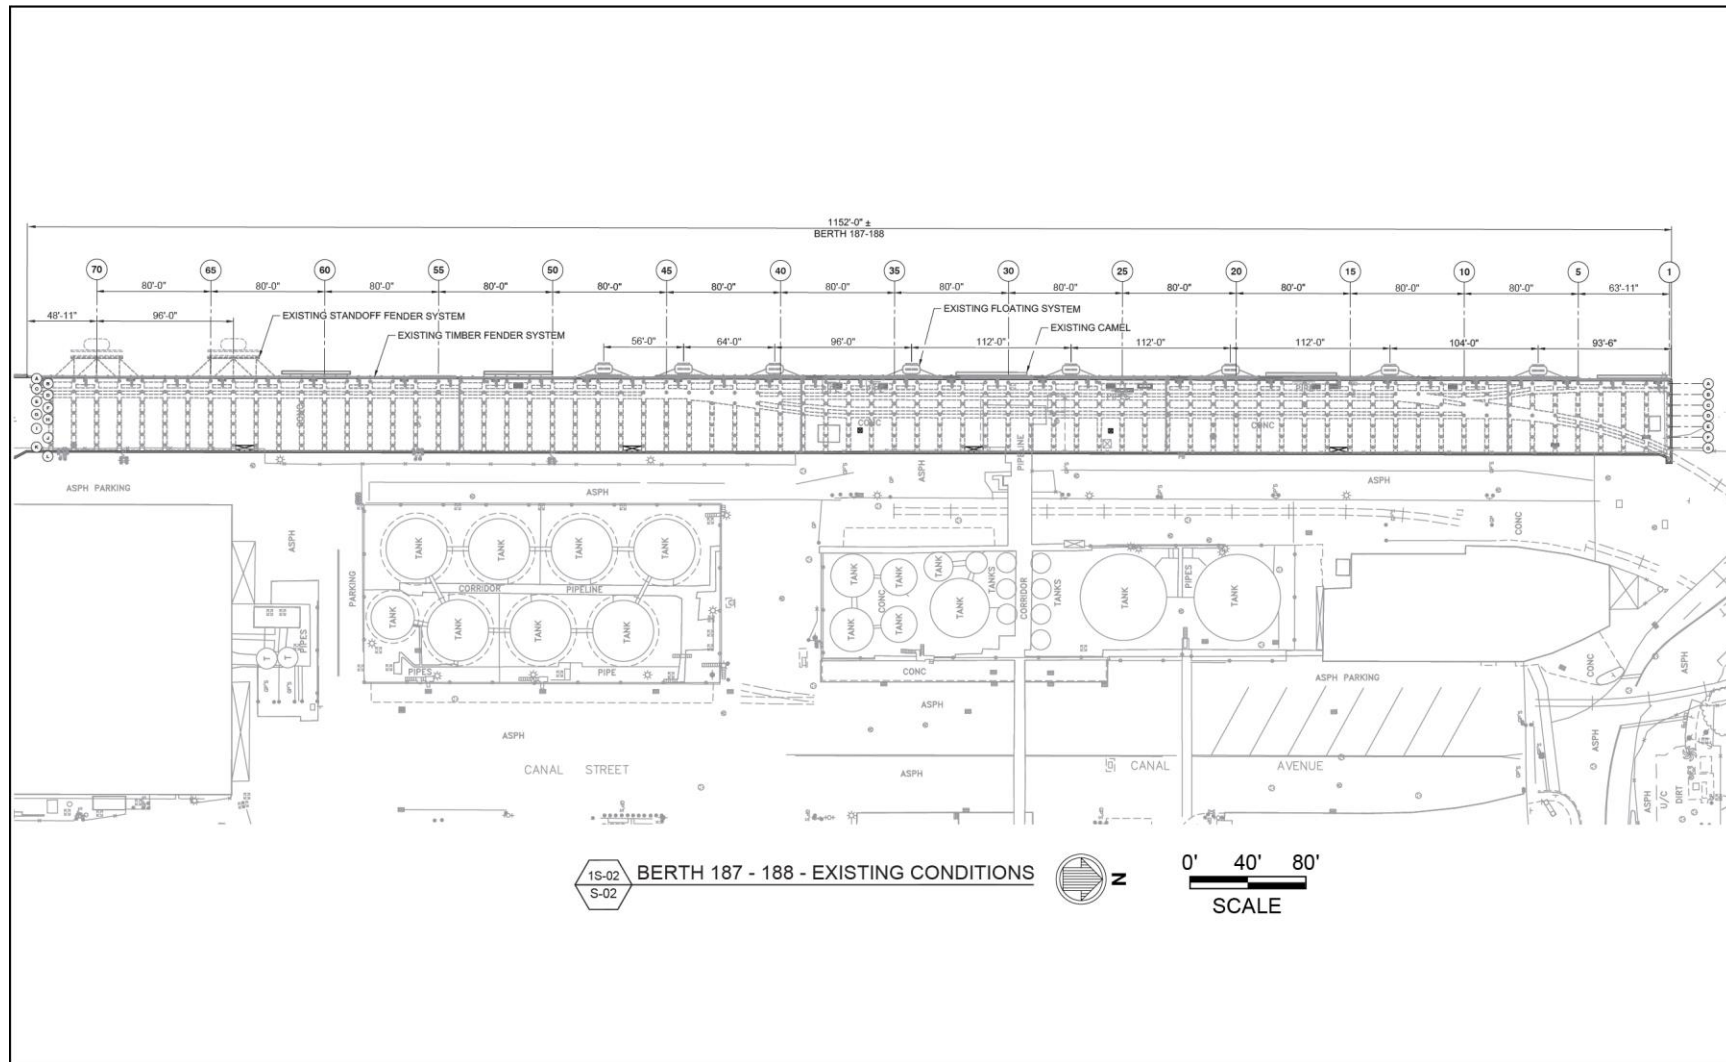 1152'-0" ±
BERTH 187-188
70 65 60 55 50 45 40 35 30 25 20 15 10 5 1
80'-0" 80'-0" 80'-0" 80'-0" 80'-0" 80'-0" 80'-0" 80'-0" 80'-0" 80'-0" 80'-0" 80'-0" 80'-0" 63'-11"
48'-11" 96'-0"
EXISTING STANDOFF FENDER SYSTEM
EXISTING FLOATING SYSTEM
EXISTING TIMBER FENDER SYSTEM
EXISTING CAMEL
56'-0" 64'-0" 96'-0" 112'-0" 112'-0" 112'-0" 104'-0" 93'-6"
CONC CONC CONC
PIPELINE
ASPH PARKING
ASPH
ASPH
ASPH
ASPH
CONC
PARKING
TANK TANK TANK TANK
CORRIDOR PIPELINE
TANK TANK TANK TANK
PIPES PIPE
PIPES
T T
TANK TANK TANK TANKS
CONC
TANK TANK TANK
CORRIDOR
TANKS
TANK PIPES TANK
CONC
ASPH PARKING
CONC
ASPH
ASPH
ASPH
ASPH
ASPH
CANAL STREET
CANAL AVENUE
ASPH
U/C
DIRT
1S-02
S-02
BERTH 187 - 188 - EXISTING CONDITIONS
N
0' 40' 80'
SCALE